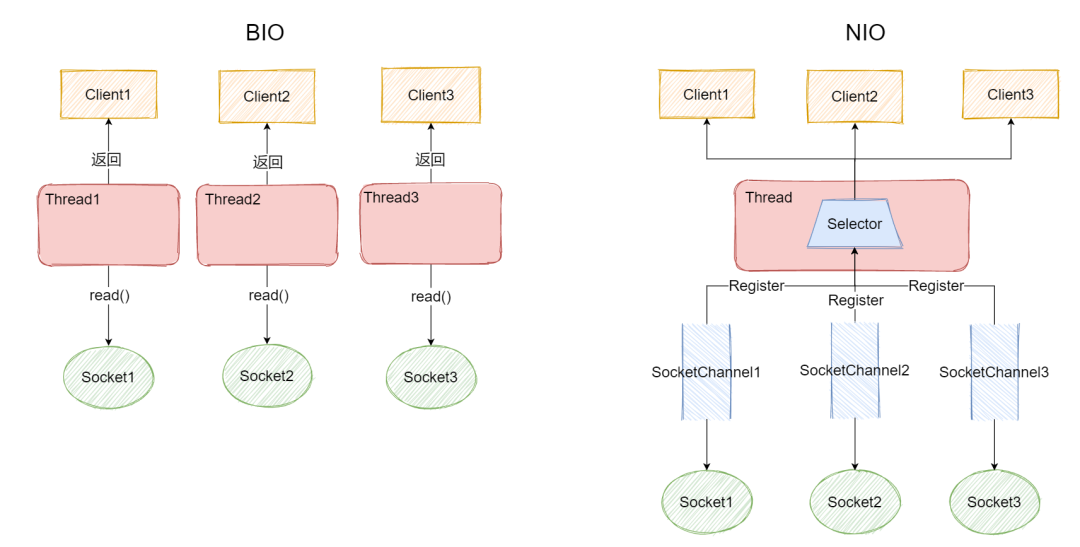 BIO
Client1
Client2
Client3
返回
返回
返回
Thread1
Thread2
Thread3
read()
read()
read()
Socket1
Socket2
Socket3
NIO
Client1
Client2
Client3
Thread
Selector
Register
Register
Register
SocketChannel1
SocketChannel2
SocketChannel3
Socket1
Socket2
Socket3